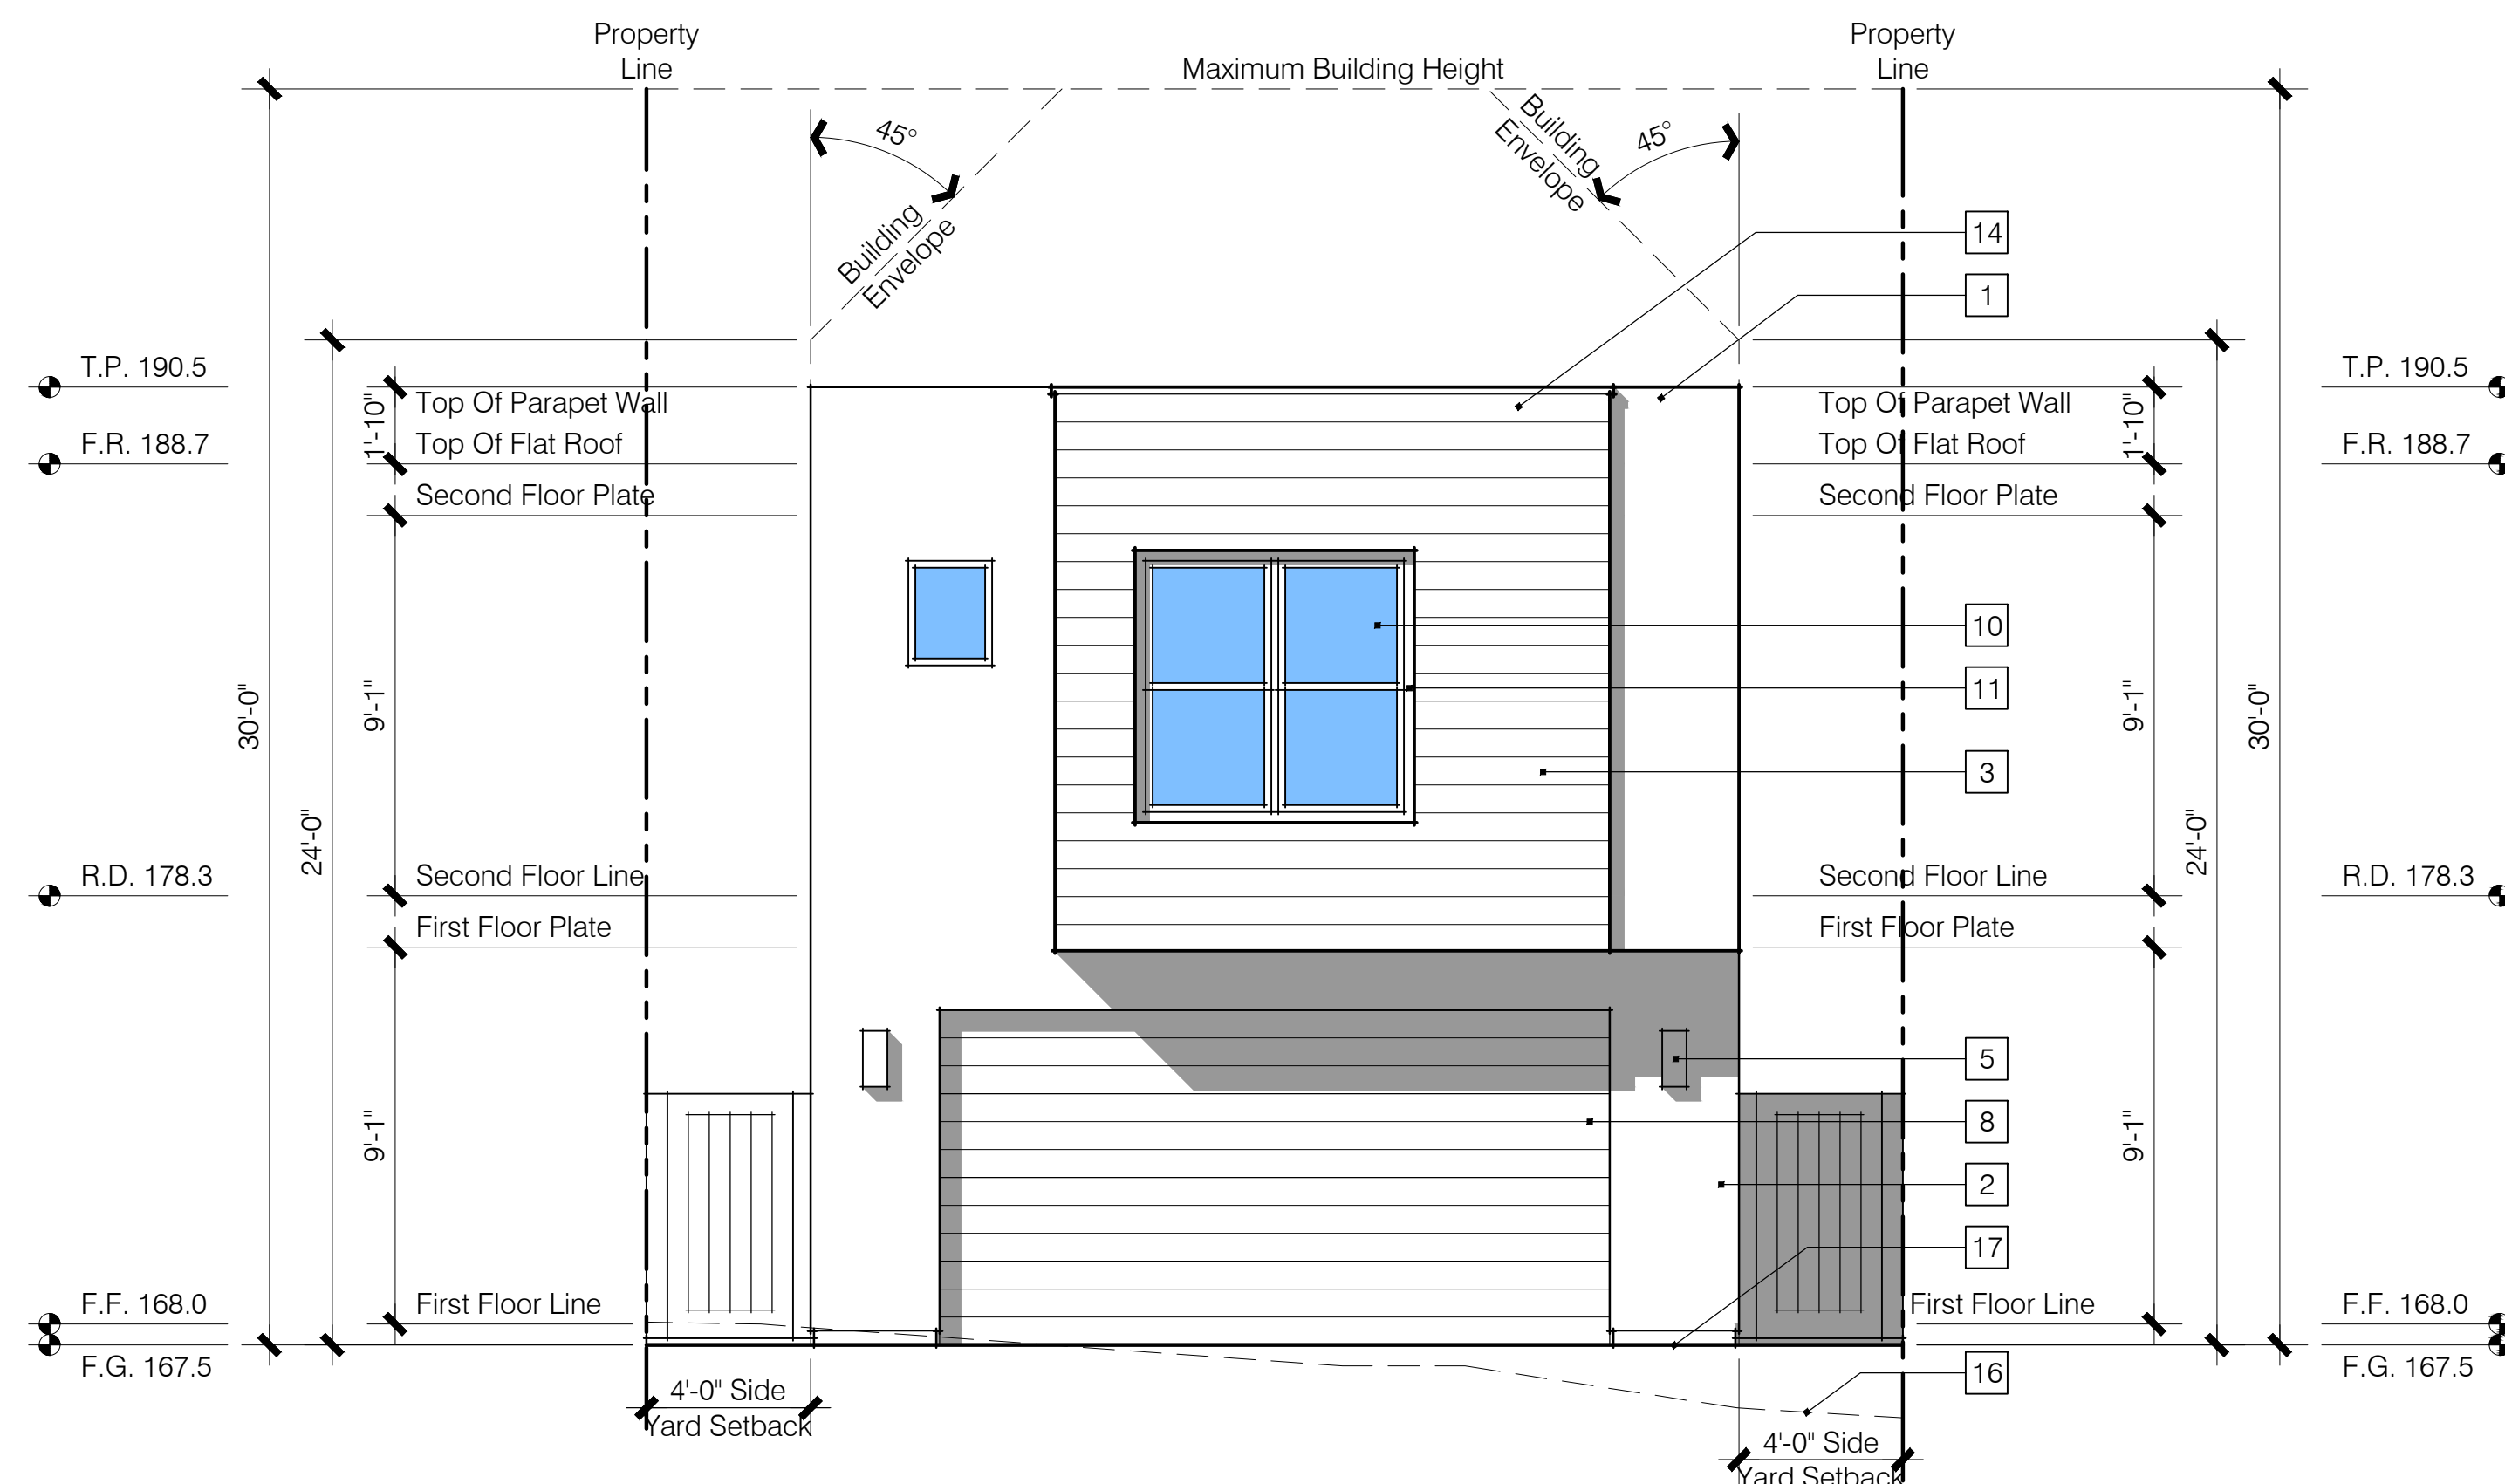 Property
Line
Maximum Building Height
Property
Line
45°
45°
Building
Envelope
Building
Envelope
14
1
T.P. 190.5
Top Of Parapet Wall
1'-10"
F.R. 188.7
Top Of Flat Roof
Second Floor Plate
T.P. 190.5
Top Of Parapet Wall
1'-10"
F.R. 188.7
Top Of Flat Roof
Second Floor Plate
10
11
3
30'-0"
24'-0"
9'-1"
9'-1"
24'-0"
30'-0"
R.D. 178.3
Second Floor Line
First Floor Plate
Second Floor Line
First Floor Plate
R.D. 178.3
5
8
2
17
16
9'-1"
9'-1"
F.F. 168.0
First Floor Line
F.G. 167.5
First Floor Line
F.F. 168.0
F.G. 167.5
4'-0" Side
Yard Setback
4'-0" Side
Yard Setback